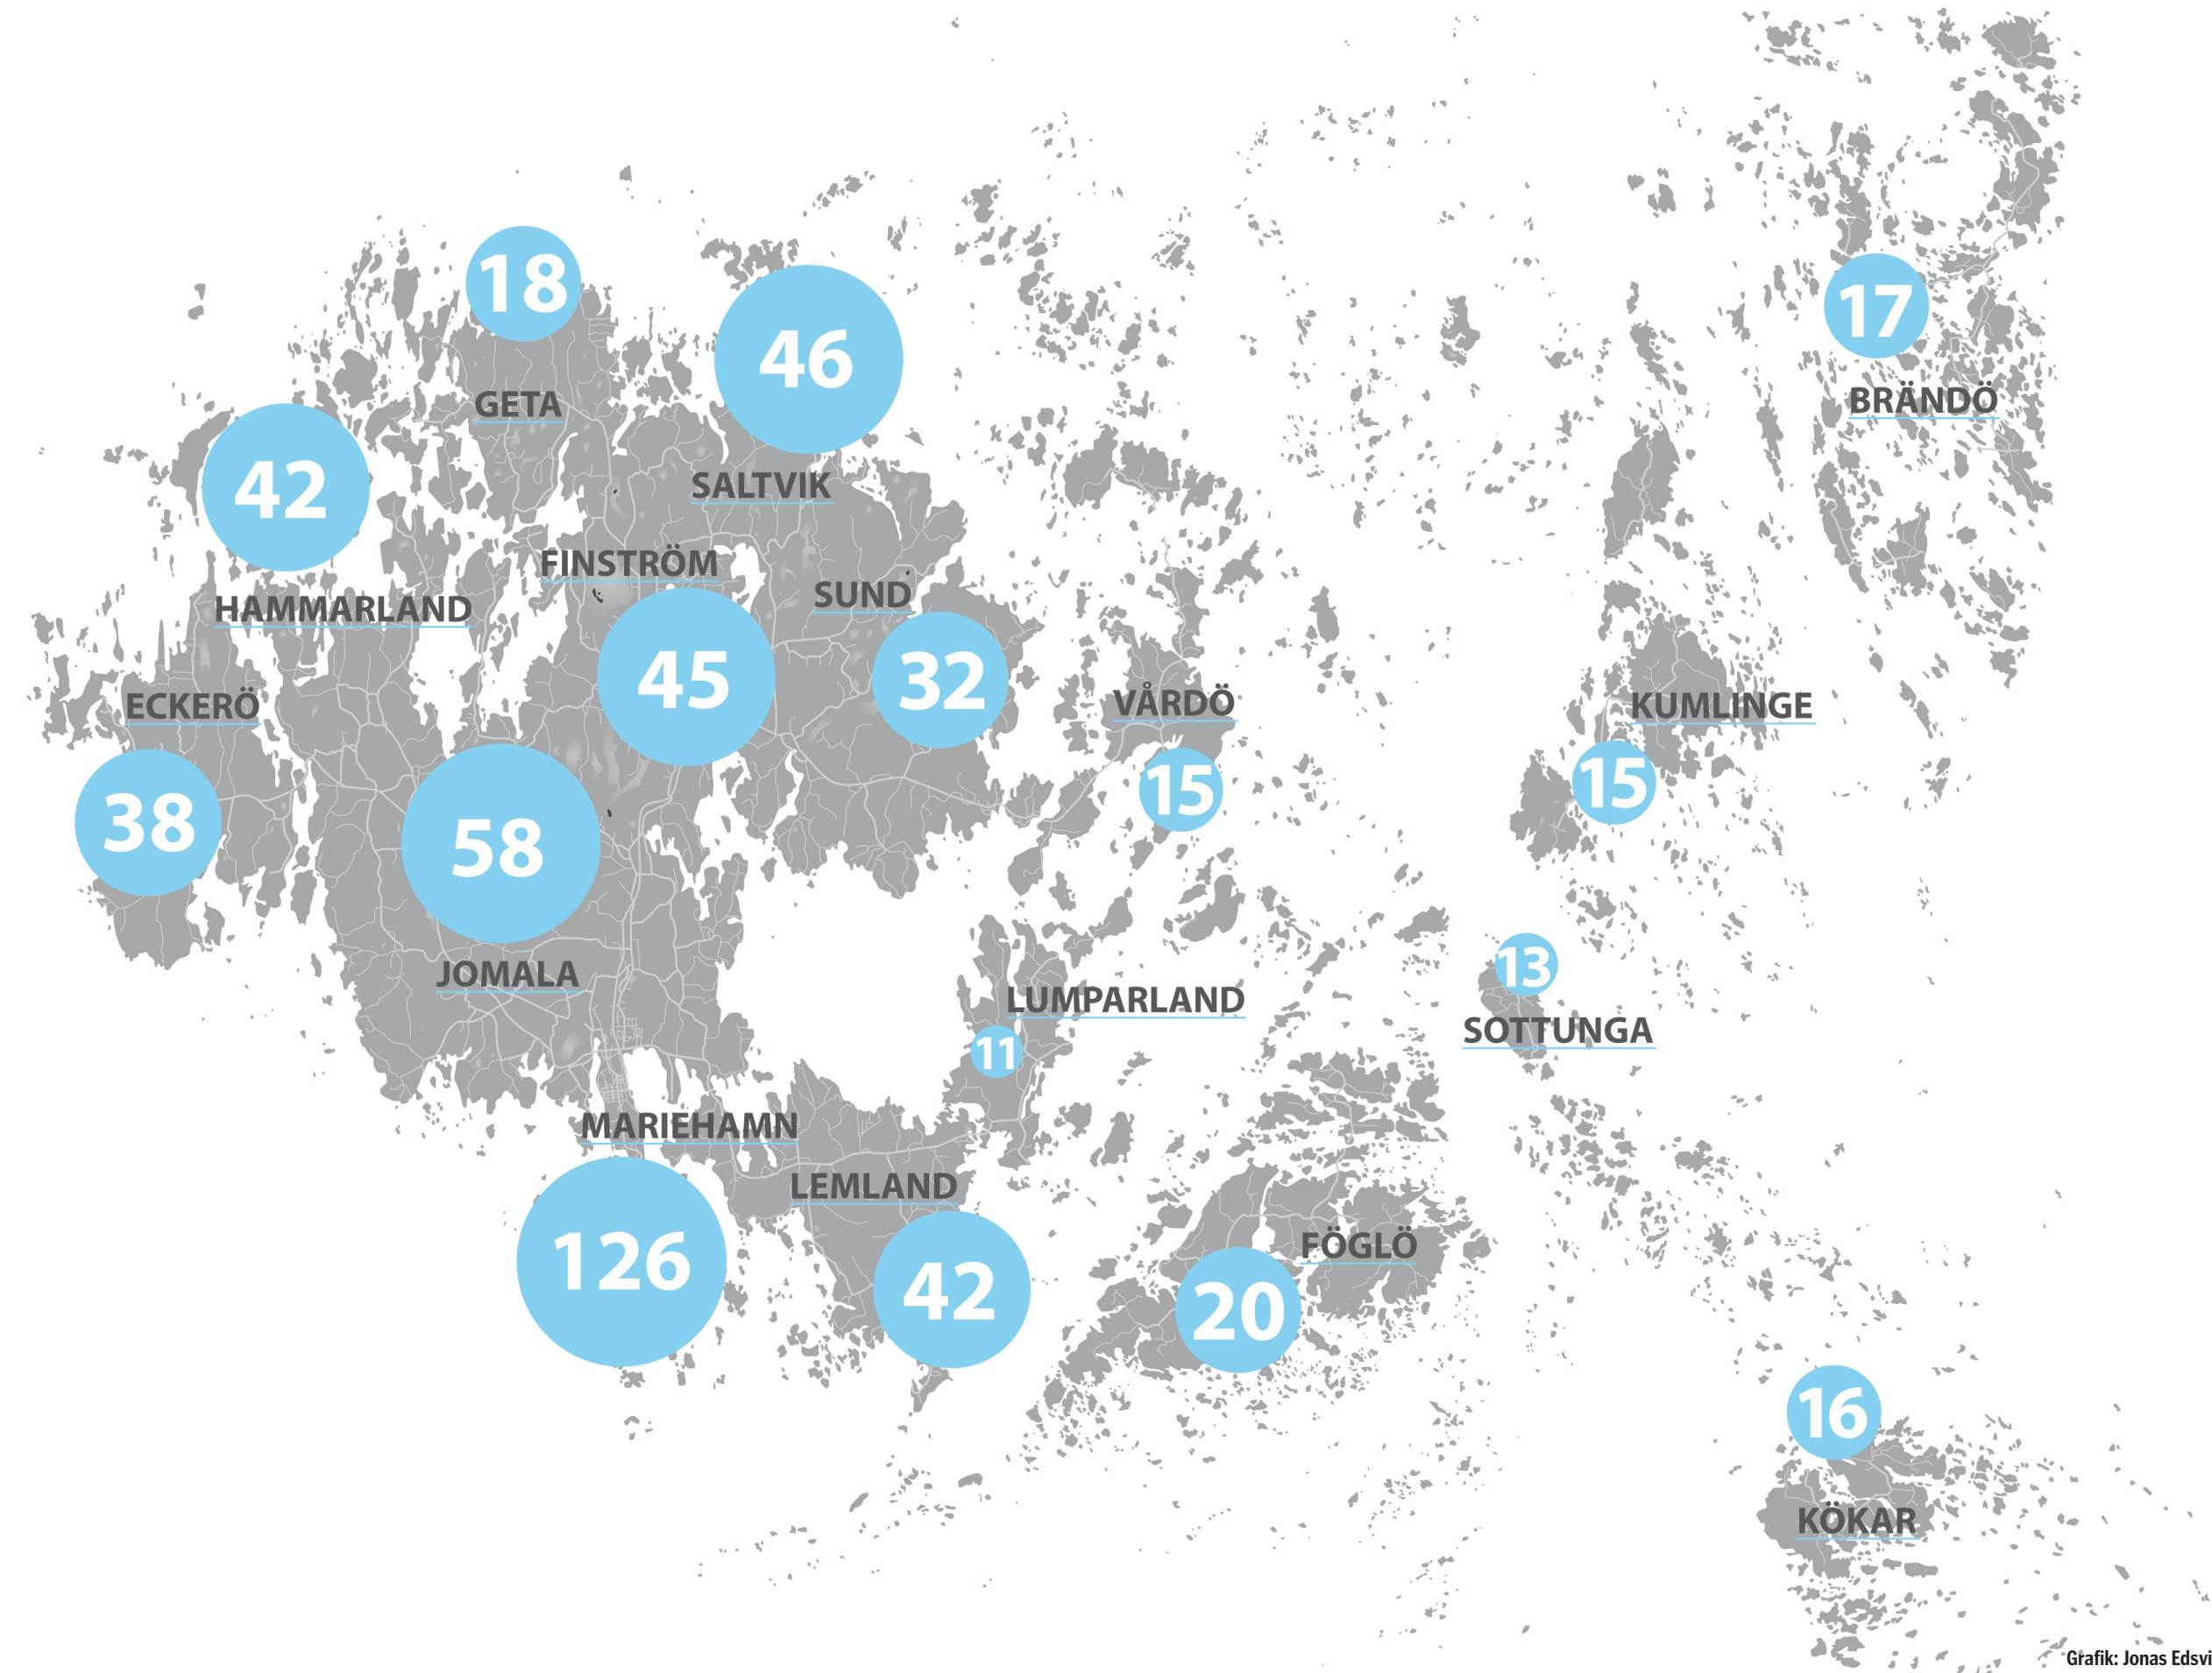 18
GETA
46
SALTVIK
17
BRÄNDÖ
42
HAMMARLAND
FINSTRÖM
45
SUND
32
ECKERÖ
38
VÅRDÖ
15
KUMLINGE
15
58
JOMALA
13
SOTTUNGA
LUMPARLAND
11
MARIEHAMN
126
LEMLAND
42
FÖGLÖ
20
16
KÖKAR
Grafik: Jonas Edsvi